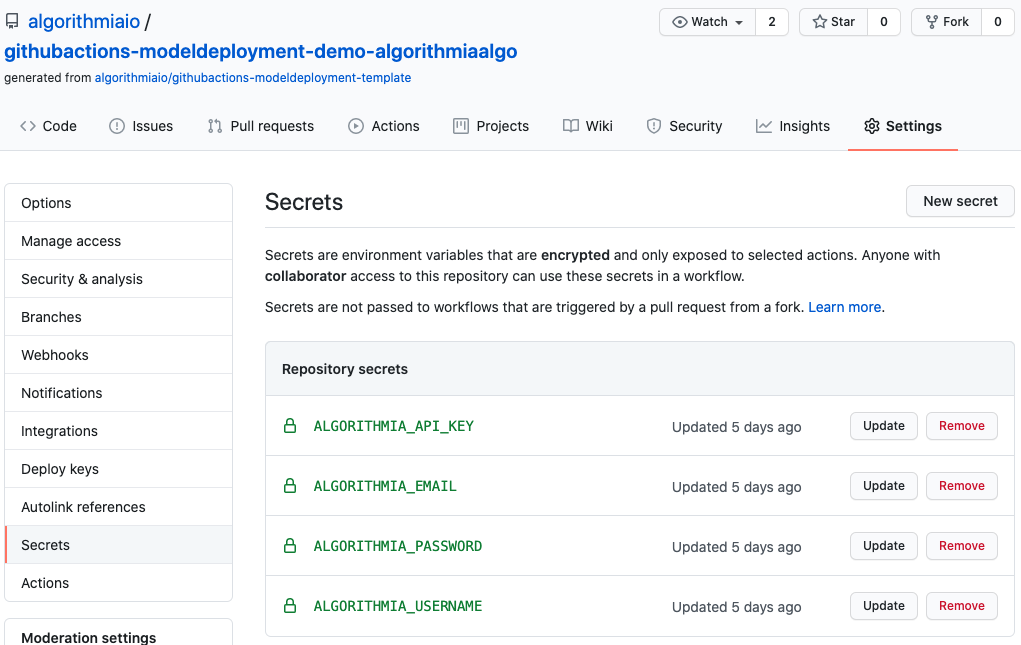 algorithmiaio /
Watch 2 Star 0 Fork 0
githubactions-modeldeployment-demo-algorithmiaalgo
generated from algorithmiaio/githubactions-modeldeployment-template
Code Issues Pull requests Actions Projects Wiki Security Insights Settings
Options
Manage access
Security & analysis
Branches
Webhooks
Notifications
Integrations
Deploy keys
Autolink references
Secrets
Actions
Moderation settings
Secrets
New secret
Secrets are environment variables that are encrypted and only exposed to selected actions. Anyone with
collaborator access to this repository can use these secrets in a workflow.
Secrets are not passed to workflows that are triggered by a pull request from a fork. Learn more.
Repository secrets
ALGORITHMIA_API_KEY Updated 5 days ago Update Remove
ALGORITHMIA_EMAIL Updated 5 days ago Update Remove
ALGORITHMIA_PASSWORD Updated 5 days ago Update Remove
ALGORITHMIA_USERNAME Updated 5 days ago Update Remove